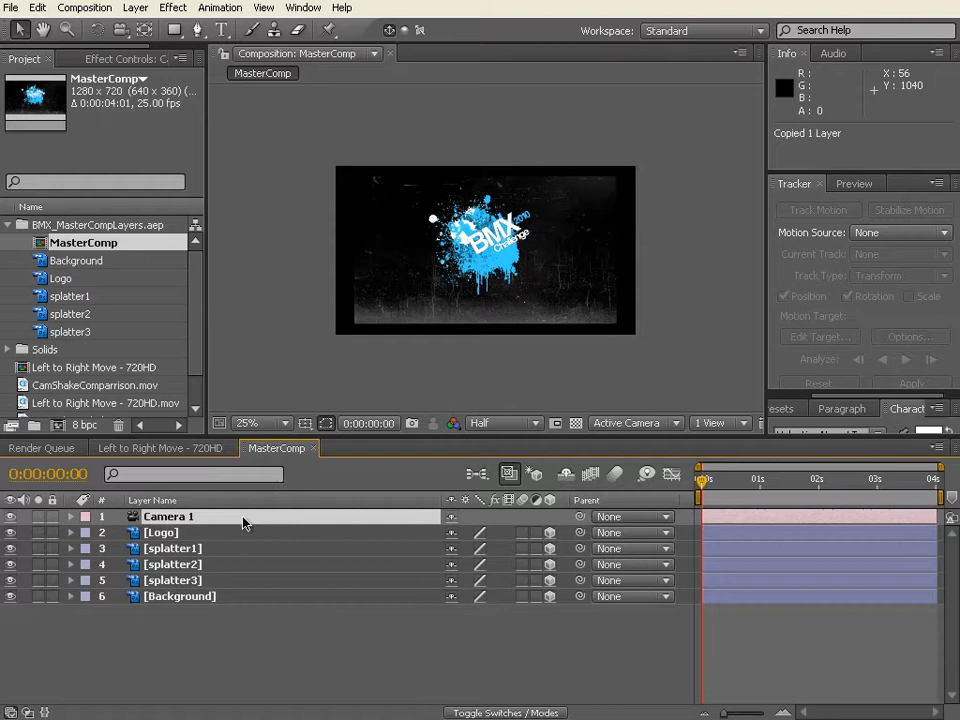 File Edit Composition Layer Effect Animation View Window Help
Workspace: Standard
Search Help
Project
Effect Controls: C
Composition: MasterComp
Info Audio
MasterComp
1280 x 720 (640 x 360) (...
Δ 0:00:04:01, 25.00 fps
MasterComp
R :
G :
B :
A : 0
X : 56
Y : 1040
Copied 1 Layer
BMX 2010
Challenge
Tracker Preview
Track Motion Stabilize Motion
Motion Source: None
Current Track: None
Track Type: Transform
Position Rotation Scale
Motion Target:
Edit Target... Options...
Analyze:
Reset Apply
Name
BMX_MasterCompLayers.aep
MasterComp
Background
Logo
splatter1
splatter2
splatter3
Solids
Left to Right Move - 720HD
CamShakeComparrison.mov
Left to Right Move - 720HD.mov
8 bpc
25% 0:00:00:00 Half Active Camera 1 View
esets Paragraph Charact
Render Queue Left to Right Move - 720HD MasterComp
0:00:00:00
01s 02s 03s 04s
# Layer Name Parent
1 Camera 1 None
2 [Logo] None
3 [splatter1] None
4 [splatter2] None
5 [splatter3] None
6 [Background] None
Toggle Switches / Modes